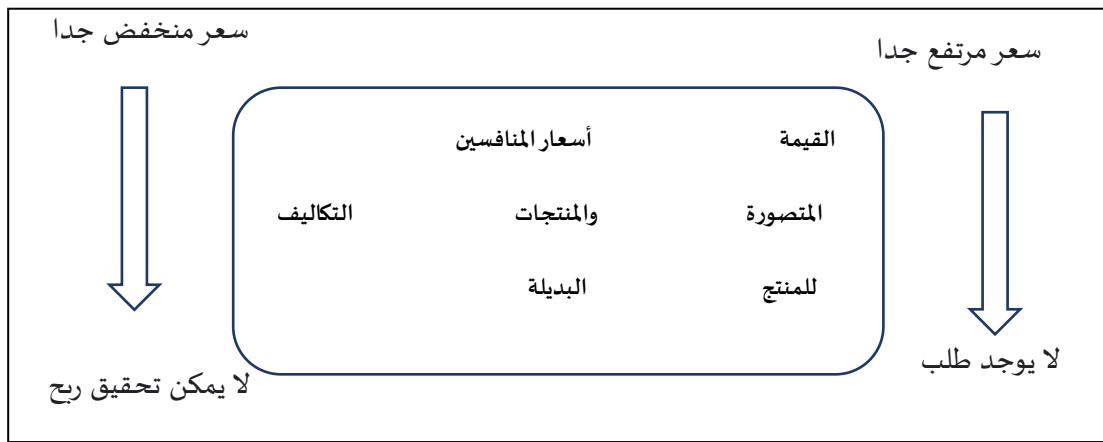 سعر مرتفع جدا
سعر منخفض جدا
القيمة
المتصورة
للمنتج
أسعار المنافسين
والمنتجات
البديلة
التكاليف
لا يوجد طلب
لا يمكن تحقيق ربح